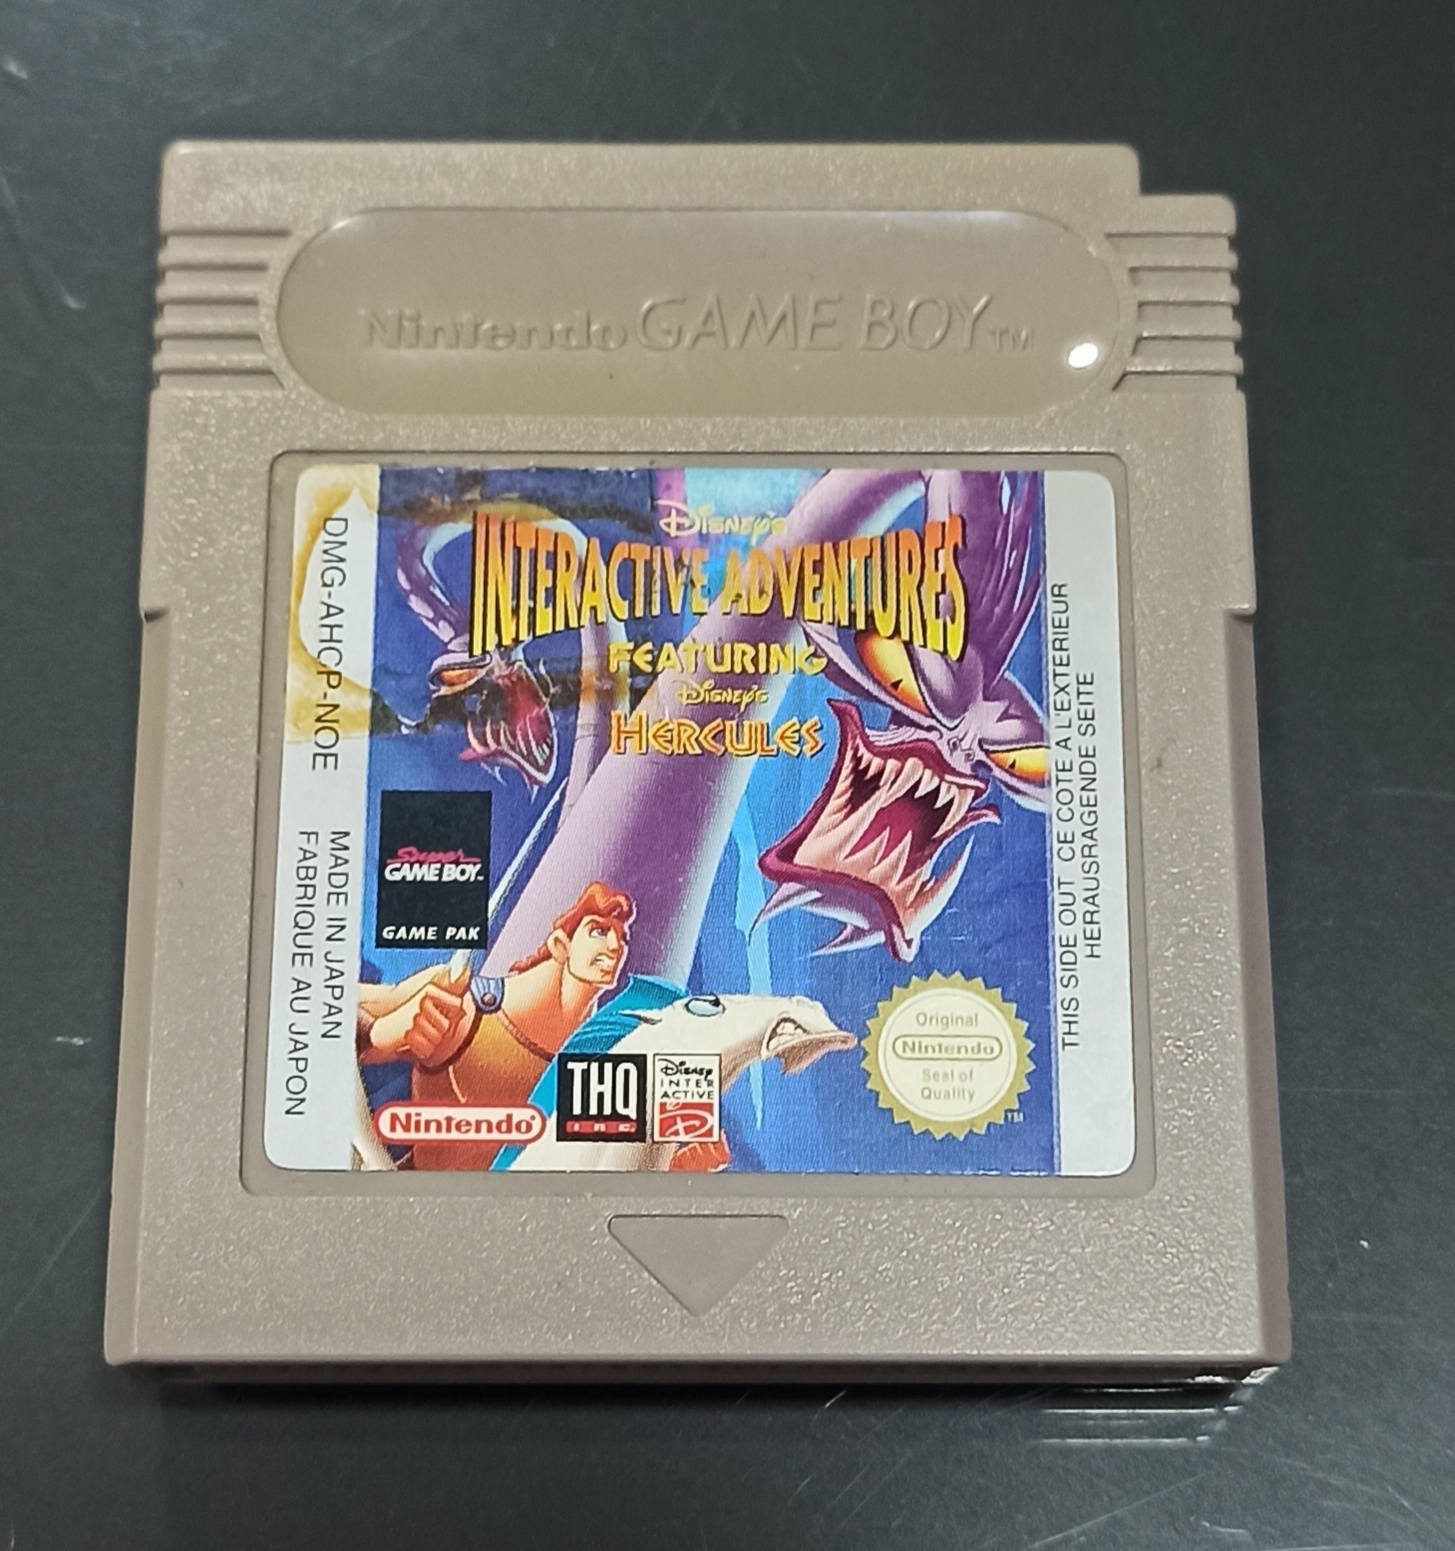 Nintendo GAME BOY TM
DISNEY'S
INTERACTIVE ADVENTURES
FEATURING
DISNEY'S
HERCULES
DMG-AHCP-NOE
MADE IN JAPAN
FABRIQUE AU JAPON
Super
GAME BOY™
GAME PAK
Nintendo®
THQ
INC.
DISNEY
INTER
ACTIVE
D
Original
Nintendo
Seal of
Quality
TM
THIS SIDE OUT CE COTE A L'EXTERIEUR
HERAUSRAGENDE SEITE